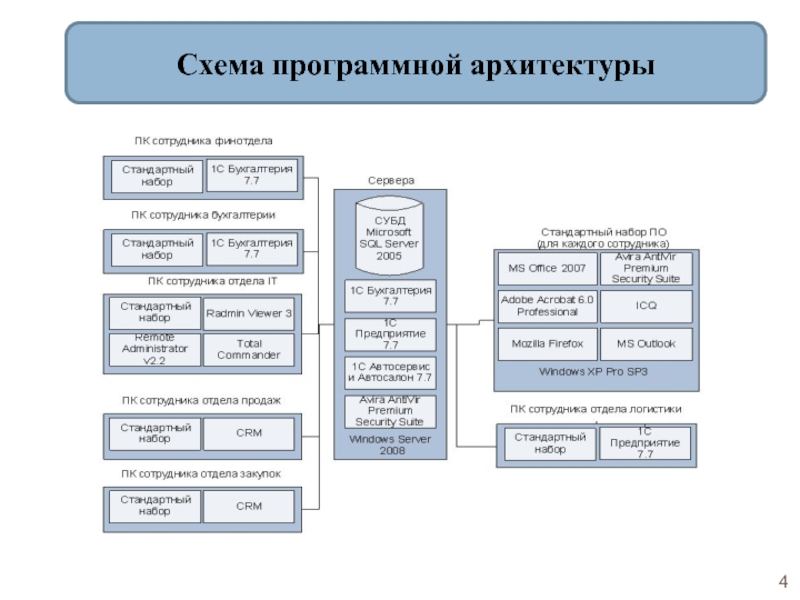 Схема программной архитектуры
ПК сотрудника финотдела
Стандартный
набор
1С Бухгалтерия
7.7
ПК сотрудника бухгалтерии
Стандартный
набор
1С Бухгалтерия
7.7
ПК сотрудника отдела IT
Стандартный
набор
Radmin Viewer 3
Remote
Administrator
v2.2
Total
Commander
ПК сотрудника отдела продаж
Стандартный
набор
CRM
ПК сотрудника отдела закупок
Стандартный
набор
CRM
Сервера
СУБД
Microsoft
SQL Server
2005
1С Бухгалтерия
7.7
1С
Предприятие
7.7
1С Автосервис
и Автосалон 7.7
Avira AntiVir
Premium
Security Suite
Windows Server
2008
Стандартный набор ПО
(для каждого сотрудника)
MS Office 2007
Avira AntiVir
Premium
Security Suite
Adobe Acrobat 6.0
Professional
ICQ
Mozilla Firefox
MS Outlook
Windows XP Pro SP3
ПК сотрудника отдела логистики
Стандартный
набор
1С
Предприятие
7.7
4